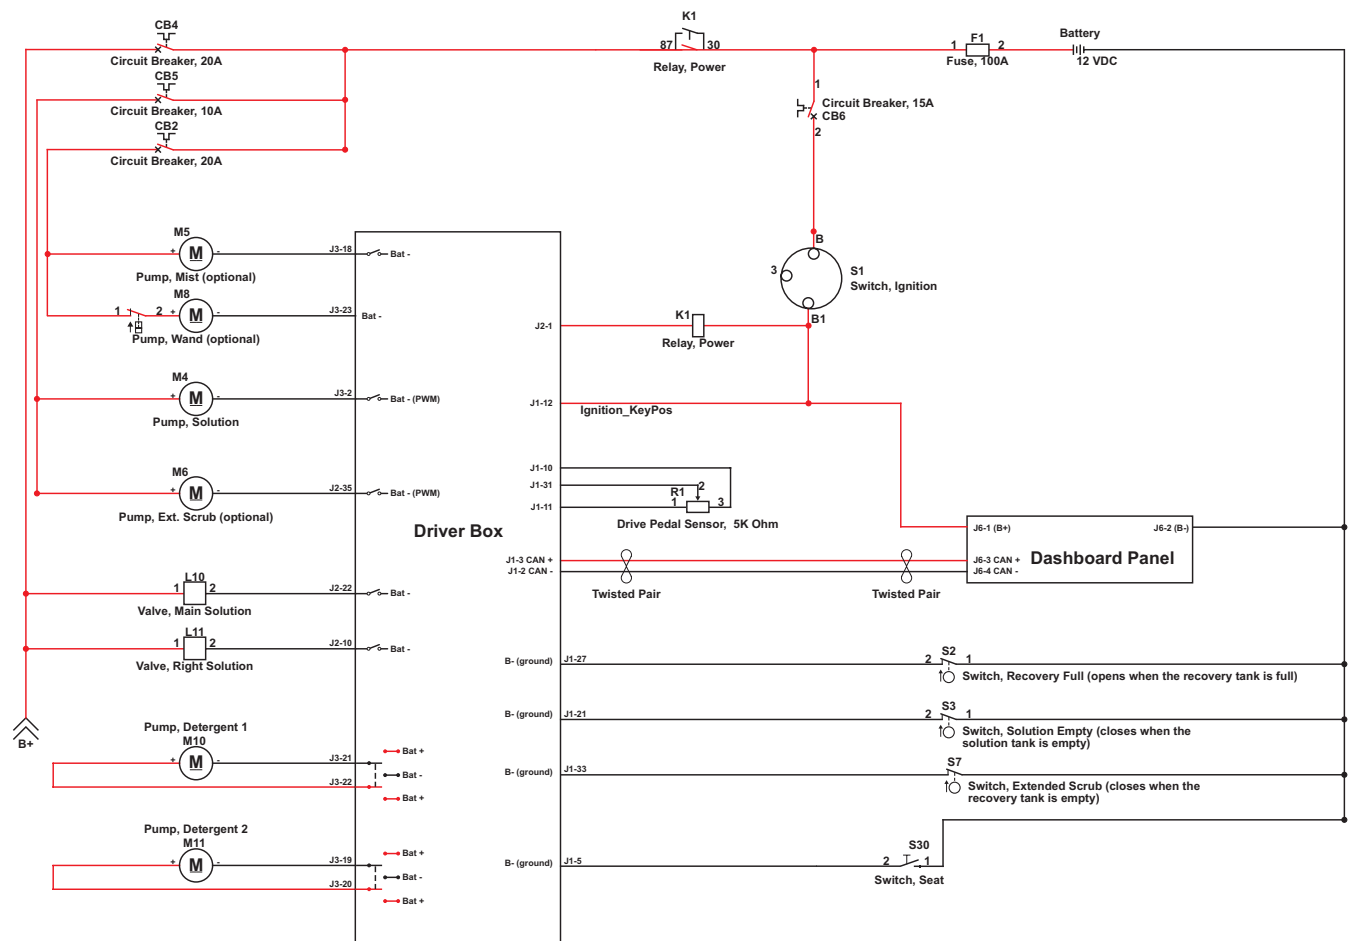 CB4
Circuit Breaker, 20A
CB5
Circuit Breaker, 10A
CB2
Circuit Breaker, 20A
K1
87 30
Relay, Power
1 F1 2
Fuse, 100A
Battery
12 VDC
1
Circuit Breaker, 15A
CB6
2
B
3
S1
Switch, Ignition
B1
K1
Relay, Power
M5
+ M -
Pump, Mist (optional)
J3-18
Bat -
M8
1 2 + M -
Pump, Wand (optional)
J3-23
Bat -
M4
+ M -
Pump, Solution
J3-2
Bat - (PWM)
M6
+ M -
Pump, Ext. Scrub (optional)
J2-35
Bat - (PWM)
L10
1 2
Valve, Main Solution
J2-22
Bat -
L11
1 2
Valve, Right Solution
J2-10
Bat -
B+
Pump, Detergent 1
M10
+ M -
J3-21
J3-22
Bat +
Bat -
Bat +
Pump, Detergent 2
M11
+ M -
J3-19
J3-20
Bat +
Bat -
Bat +
Driver Box
J2-1
J1-12
Ignition_KeyPos
J1-10
J1-31
J1-11
R1
1 2 3
Drive Pedal Sensor, 5K Ohm
J1-3 CAN +
J1-2 CAN -
Twisted Pair
Twisted Pair
J6-1 (B+)
J6-2 (B-)
J6-3 CAN +
J6-4 CAN -
Dashboard Panel
B- (ground)
J1-27
2 S2 1
Switch, Recovery Full (opens when the recovery tank is full)
B- (ground)
J1-21
2 S3 1
Switch, Solution Empty (closes when the
solution tank is empty)
B- (ground)
J1-33
S7
Switch, Extended Scrub (closes when the
recovery tank is empty)
B- (ground)
J1-5
S30
2 1
Switch, Seat